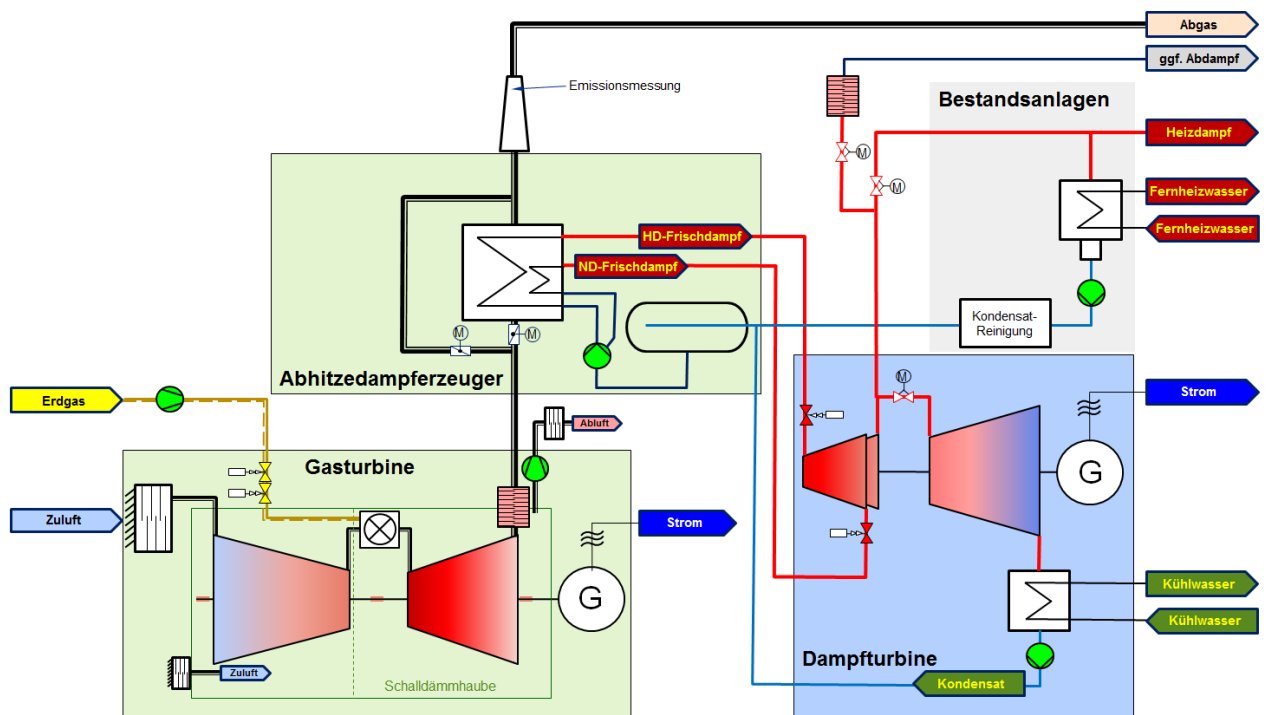 Abgas
ggf. Abdampf
Emissionsmessung
Bestandsanlagen
Heizdampf
M
M
Fernheizwasser
Fernheizwasser
HD-Frischdampf
ND-Frischdampf
Kondensat-
Reinigung
M
M
Abhitzedampferzeuger
M
Erdgas
Strom
Abluft
Gasturbine
G
Zuluft
Strom
Kühlwasser
G
Kühlwasser
Dampfturbine
Zuluft
Schalldämmhaube
Kondensat